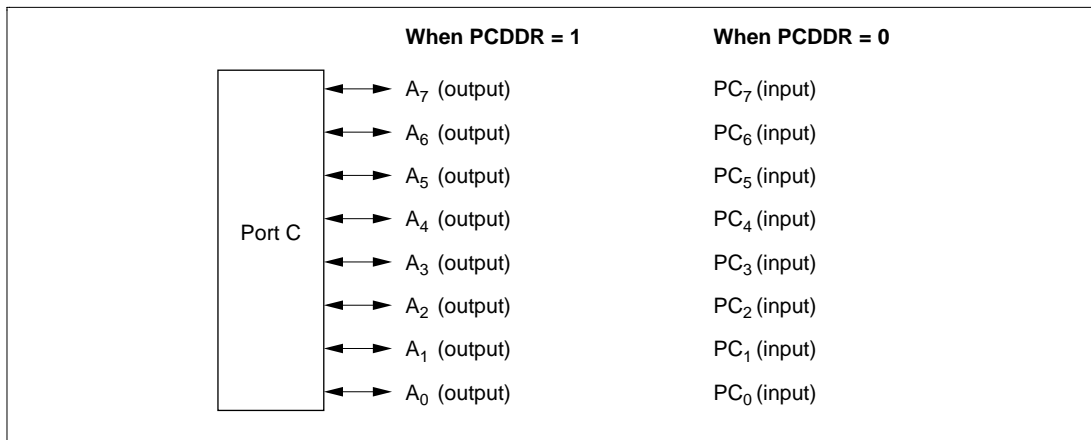 When PCDDR = 1 When PCDDR = 0
A7 (output) PC7 (input)
A6 (output) PC6 (input)
A5 (output) PC5 (input)
A4 (output) PC4 (input)
Port C
A3 (output) PC3 (input)
A2 (output) PC2 (input)
A1 (output) PC1 (input)
A0 (output) PC0 (input)